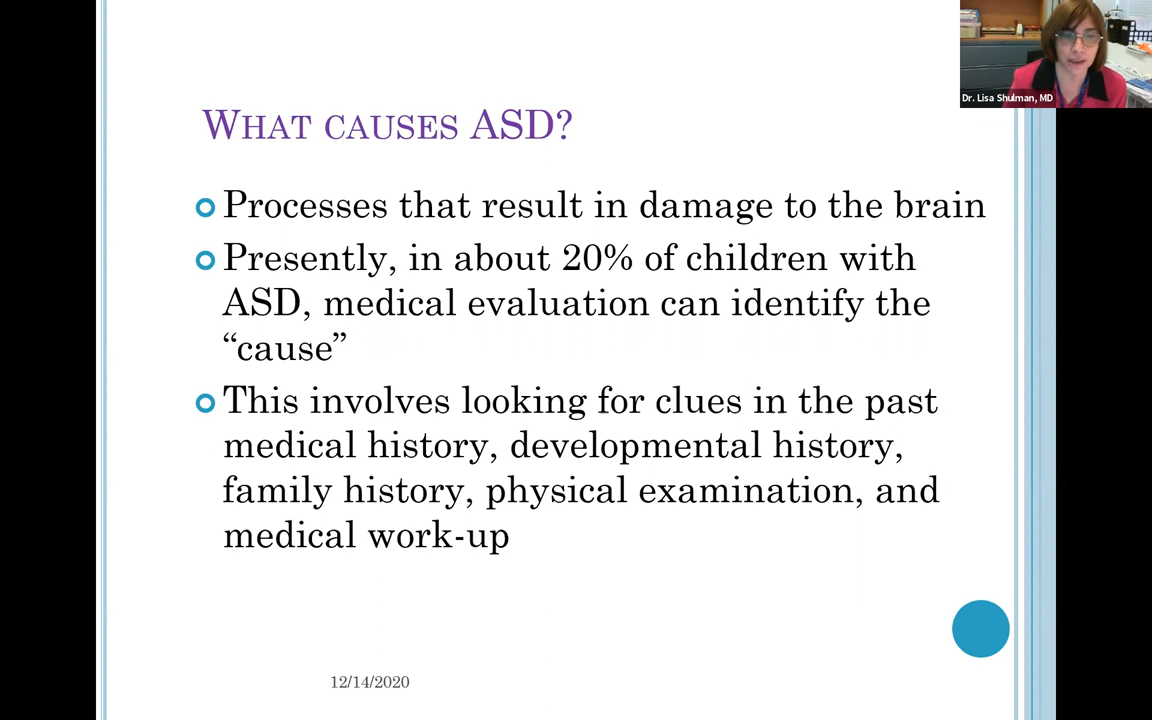 Dr. Lisa Shulman, MD
WHAT CAUSES ASD?
Processes that result in damage to the brain
Presently, in about 20% of children with
ASD, medical evaluation can identify the
“cause”
This involves looking for clues in the past
medical history, developmental history,
family history, physical examination, and
medical work-up
12/14/2020